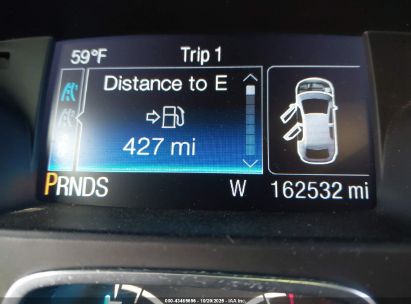 59°F Trip 1
Distance to E
427 mi
PRNDS W 162532 mi